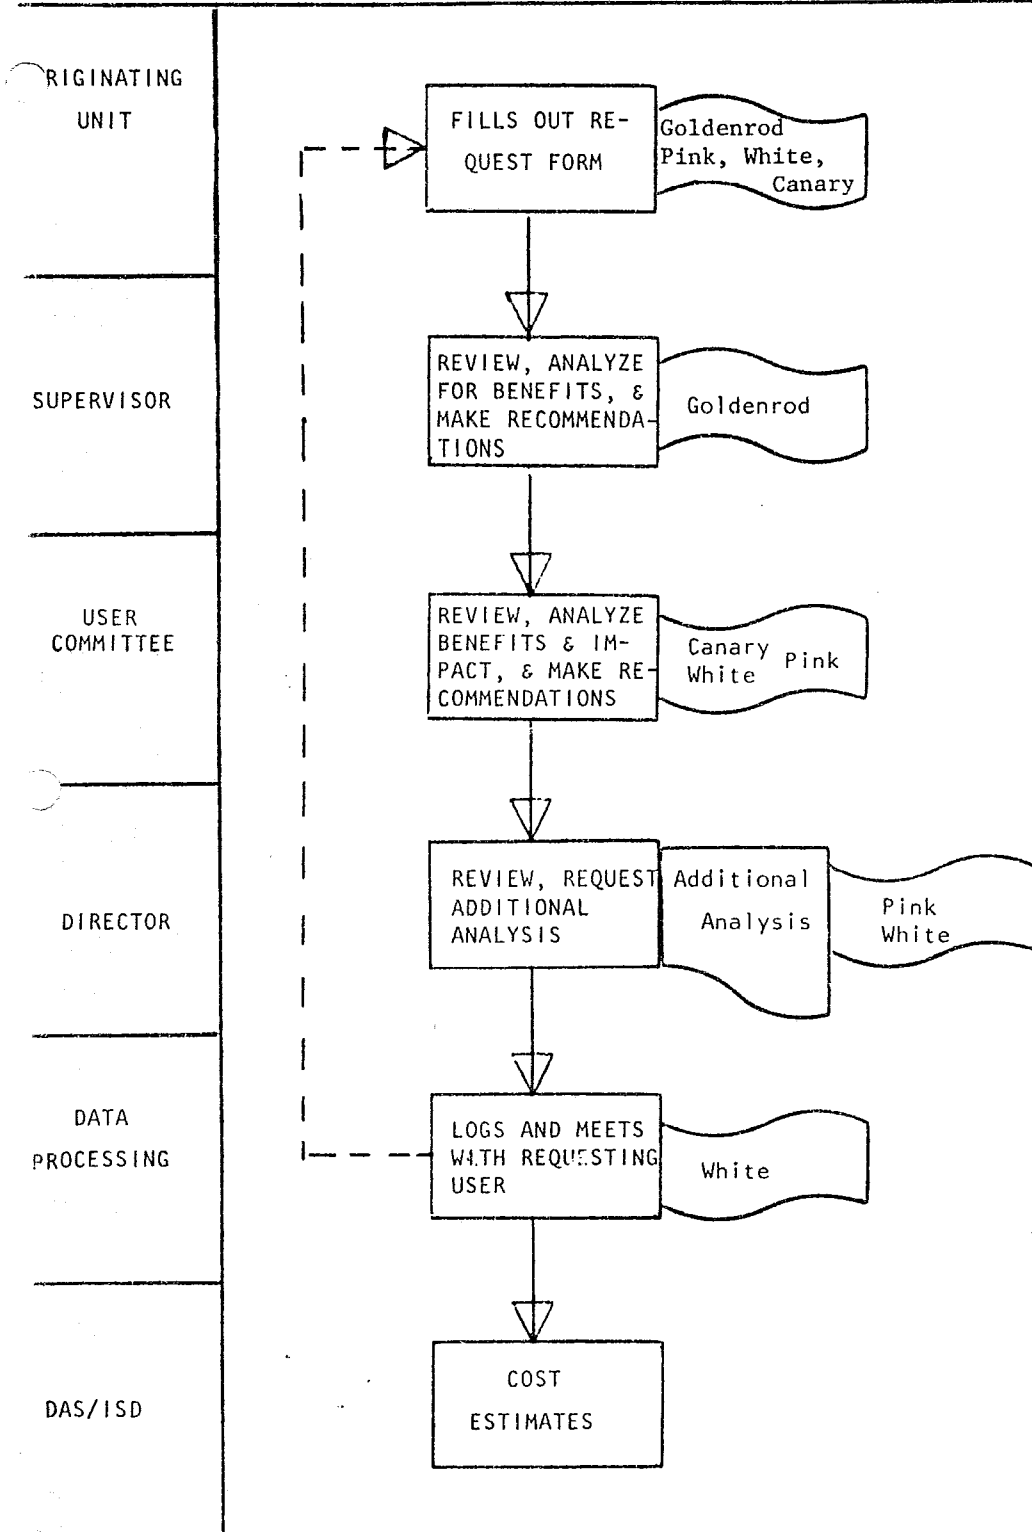 RIGINATING
UNIT
FILLS OUT RE-
QUEST FORM
Goldenrod
Pink, White,
Canary
SUPERVISOR
REVIEW, ANALYZE
FOR BENEFITS, &
MAKE RECOMMENDA-
TIONS
Goldenrod
USER
COMMITTEE
REVIEW, ANALYZE
BENEFITS & IM-
PACT, & MAKE RE-
COMMENDATIONS
Canary
White Pink
DIRECTOR
REVIEW, REQUEST
ADDITIONAL
ANALYSIS
Additional
Analysis
Pink
White
DATA
PROCESSING
LOGS AND MEETS
WITH REQUESTING
USER
White
DAS/ISD
COST
ESTIMATES